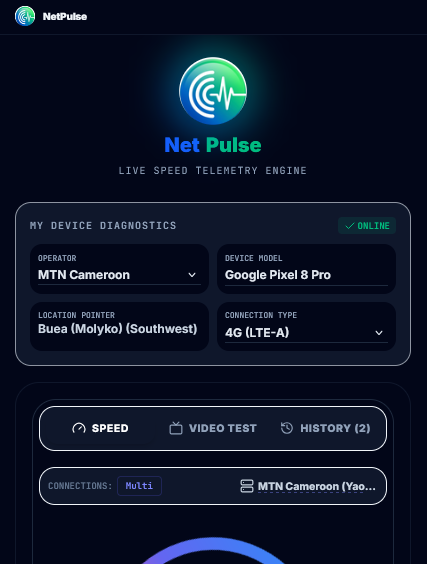 NetPulse
Net Pulse
LIVE SPEED TELEMETRY ENGINE
MY DEVICE DIAGNOSTICS
ONLINE
OPERATOR
MTN Cameroon
DEVICE MODEL
Google Pixel 8 Pro
LOCATION POINTER
Buea (Molyko) (Southwest)
CONNECTION TYPE
4G (LTE-A)
SPEED
VIDEO TEST
HISTORY (2)
CONNECTIONS:
Multi
MTN Cameroon (Yao...